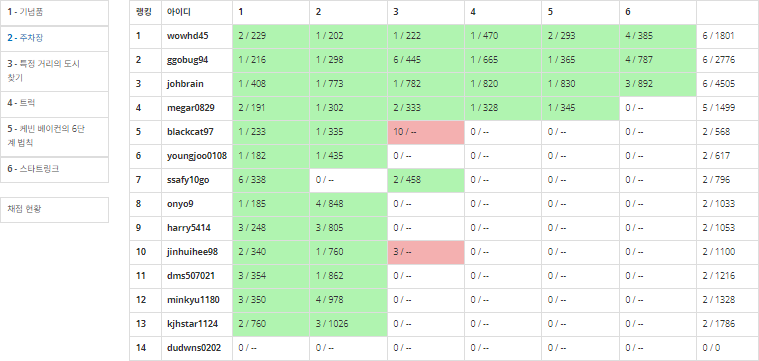 1 - 기념품
2 - 주차장
3 - 특정 거리의 도시
찾기
4 - 트럭
5 - 케빈 베이컨의 6단
계 법칙
6 - 스타트링크
채점 현황
랭킹 아이디 1 2 3 4 5 6
1 wowhd45 2 / 229 1 / 202 1 / 222 1 / 470 2 / 293 4 / 385 6 / 1801
2 ggobug94 1 / 216 1 / 298 6 / 445 1 / 665 1 / 365 4 / 787 6 / 2776
3 johbrain 1 / 408 1 / 773 1 / 782 1 / 820 1 / 830 3 / 892 6 / 4505
4 megar0829 2 / 191 1 / 302 2 / 333 1 / 328 1 / 345 0 / -- 5 / 1499
5 blackcat97 1 / 233 1 / 335 10 / -- 0 / -- 0 / -- 0 / -- 2 / 568
6 youngjoo0108 1 / 182 1 / 435 0 / -- 0 / -- 0 / -- 0 / -- 2 / 617
7 ssafy10go 6 / 338 0 / -- 2 / 458 0 / -- 0 / -- 0 / -- 2 / 796
8 onyo9 1 / 185 4 / 848 0 / -- 0 / -- 0 / -- 0 / -- 2 / 1033
9 harry5414 3 / 248 3 / 805 0 / -- 0 / -- 0 / -- 0 / -- 2 / 1053
10 jinhuihee98 2 / 340 1 / 760 3 / -- 0 / -- 0 / -- 0 / -- 2 / 1100
11 dms507021 3 / 354 1 / 862 0 / -- 0 / -- 0 / -- 0 / -- 2 / 1216
12 minkyu1180 3 / 350 4 / 978 0 / -- 0 / -- 0 / -- 0 / -- 2 / 1328
13 kjhstar1124 2 / 760 3 / 1026 0 / -- 0 / -- 0 / -- 0 / -- 2 / 1786
14 dudwns0202 0 / -- 0 / -- 0 / -- 0 / -- 0 / -- 0 / -- 0 / 0